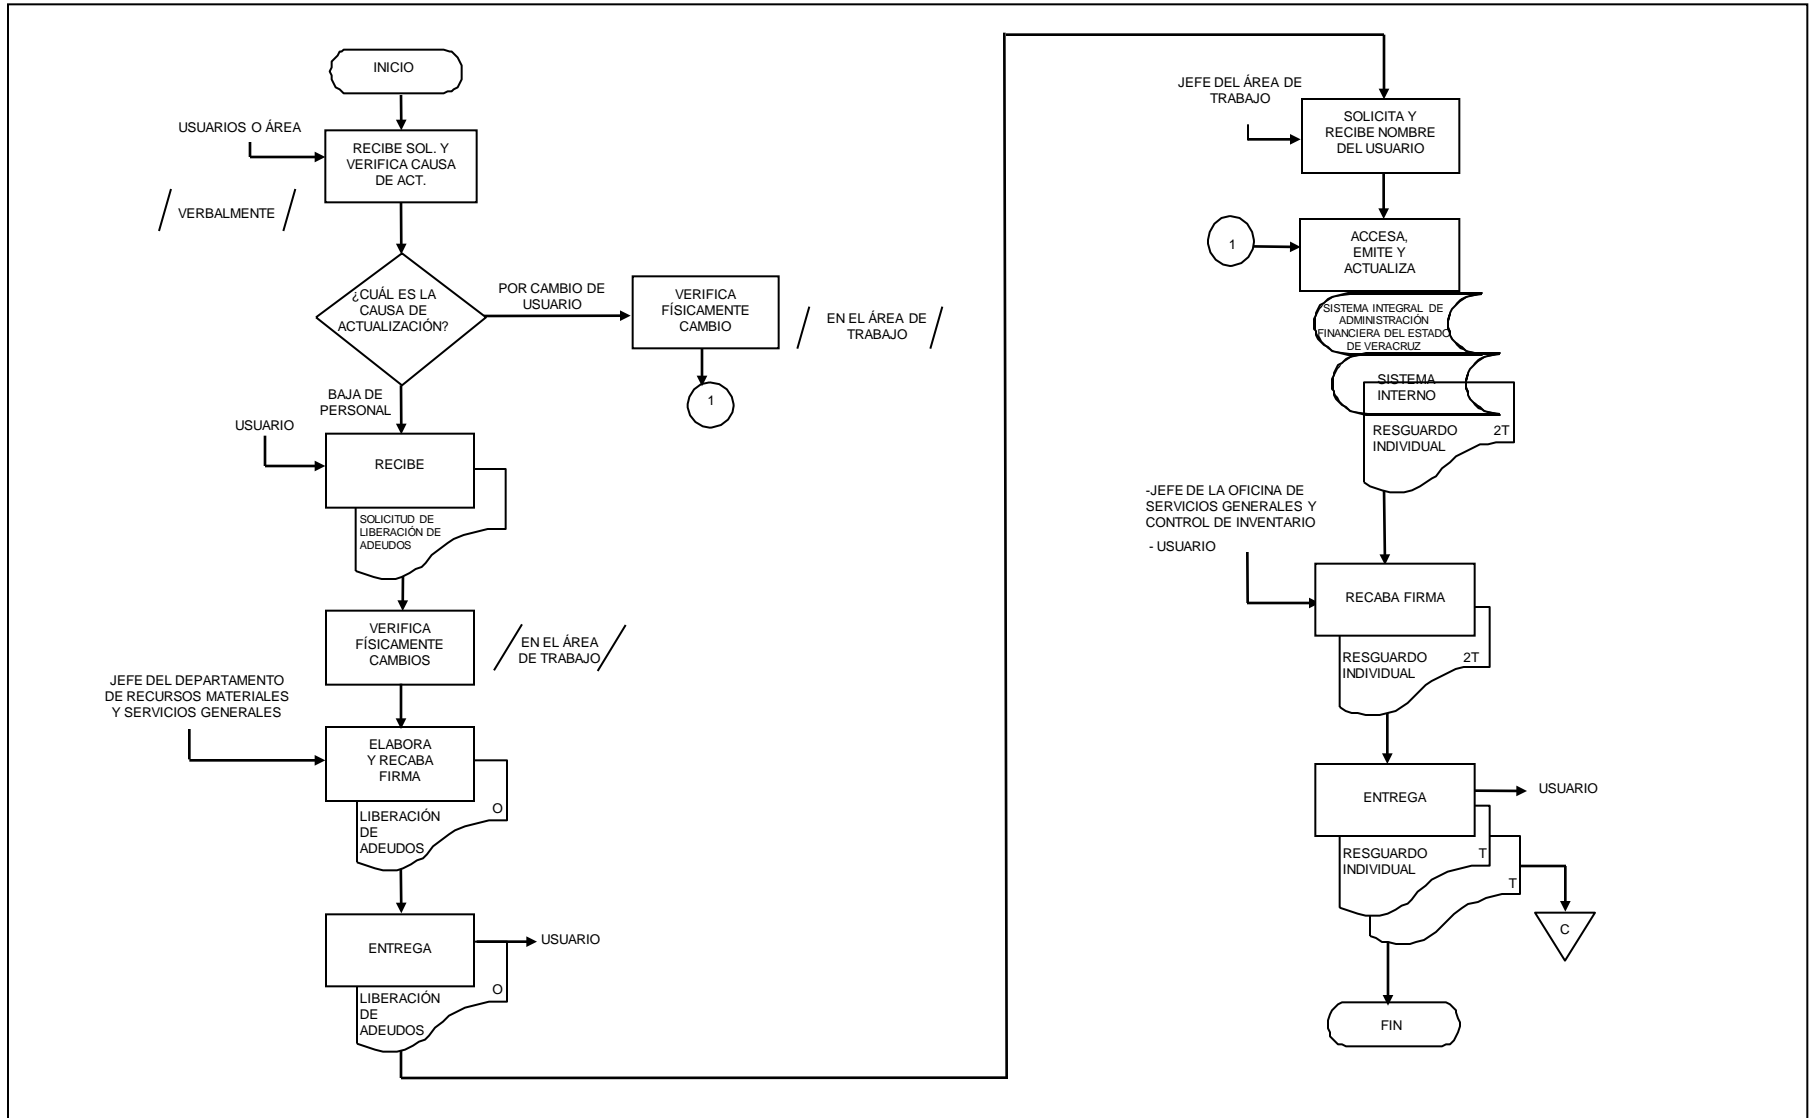 INICIO
USUARIOS O ÁREA
RECIBE SOL. Y
VERIFICA CAUSA
DE ACT.
VERBALMENTE
¿CUÁL ES LA
CAUSA DE
ACTUALIZACIÓN?
POR CAMBIO DE
USUARIO
VERIFICA
FÍSICAMENTE
CAMBIO
EN EL ÁREA DE
TRABAJO
1
BAJA DE
PERSONAL
USUARIO
RECIBE
SOLICITUD DE
LIBERACIÓN DE
ADEUDOS
VERIFICA
FÍSICAMENTE
CAMBIOS
EN EL ÁREA
DE TRABAJO
JEFE DEL DEPARTAMENTO
DE RECURSOS MATERIALES
Y SERVICIOS GENERALES
ELABORA
Y RECABA
FIRMA
O
LIBERACIÓN
DE
ADEUDOS
ENTREGA
USUARIO
O
LIBERACIÓN
DE
ADEUDOS
JEFE DEL ÁREA DE
TRABAJO
SOLICITA Y
RECIBE NOMBRE
DEL USUARIO
1
ACCESA,
EMITE Y
ACTUALIZA
SISTEMA INTEGRAL DE
ADMINISTRACIÓN
FINANCIERA DEL ESTADO
DE VERACRUZ
SISTEMA
INTERNO
RESGUARDO 2T
INDIVIDUAL
-JEFE DE LA OFICINA DE
SERVICIOS GENERALES Y
CONTROL DE INVENTARIO
- USUARIO
RECABA FIRMA
RESGUARDO 2T
INDIVIDUAL
ENTREGA
USUARIO
RESGUARDO T
INDIVIDUAL
T
C
FIN